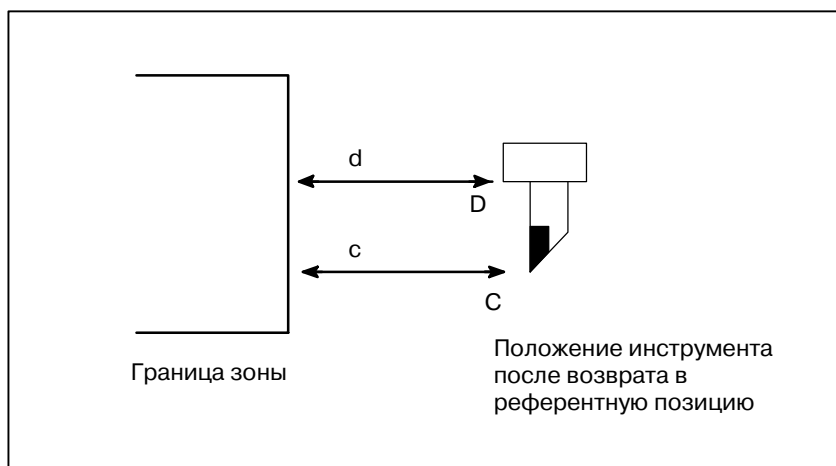 d
D
c
C
Граница зоны
Положение инструмента
после возврата в
референтную позицию